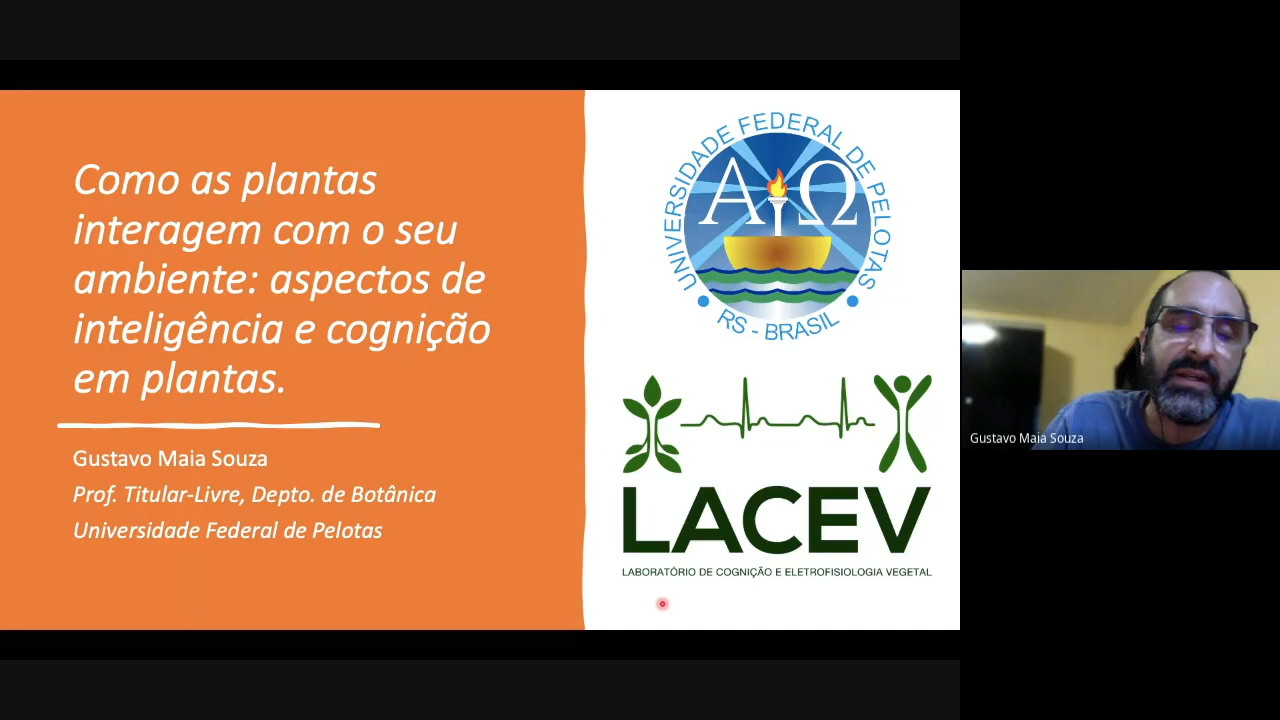 Como as plantas
interagem com o seu
ambiente: aspectos de
inteligência e cognição
em plantas.
Gustavo Maia Souza
Prof. Titular-Livre, Depto. de Botânica
Universidade Federal de Pelotas
UNIVERSIDADE FEDERAL DE PELOTAS
Α Ω
RS - BRASIL
LACEV
LABORATÓRIO DE COGNIÇÃO E ELETROFISIOLOGIA VEGETAL
Gustavo Maia Souza